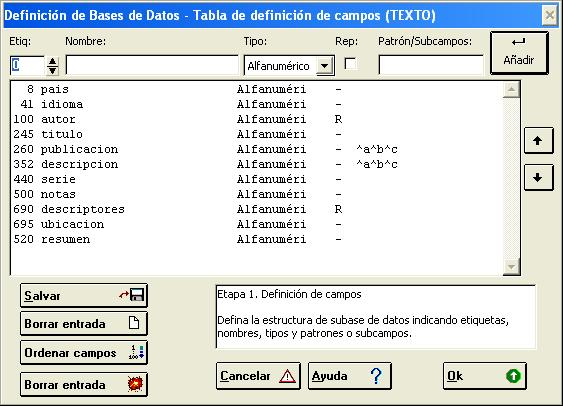 Definición de Bases de Datos - Tabla de definición de campos (TEXTO)
Etiq: Nombre: Tipo: Rep: Patrón/Subcampos:
0 Alfanumérico Añadir
8 pais Alfanuméri -
41 idioma Alfanuméri -
100 autor Alfanuméri R
245 titulo Alfanuméri -
260 publicacion Alfanuméri - ^a^b^c
352 descripcion Alfanuméri - ^a^b^c
440 serie Alfanuméri -
500 notas Alfanuméri -
690 descriptores Alfanuméri R
695 ubicacion Alfanuméri -
520 resumen Alfanuméri -
Salvar
Borrar entrada
Ordenar campos
Borrar entrada
Etapa 1. Definición de campos
Defina la estructura de subase de datos indicando etiquetas,
nombres, tipos y patrones o subcampos.
Cancelar Ayuda ? Ok